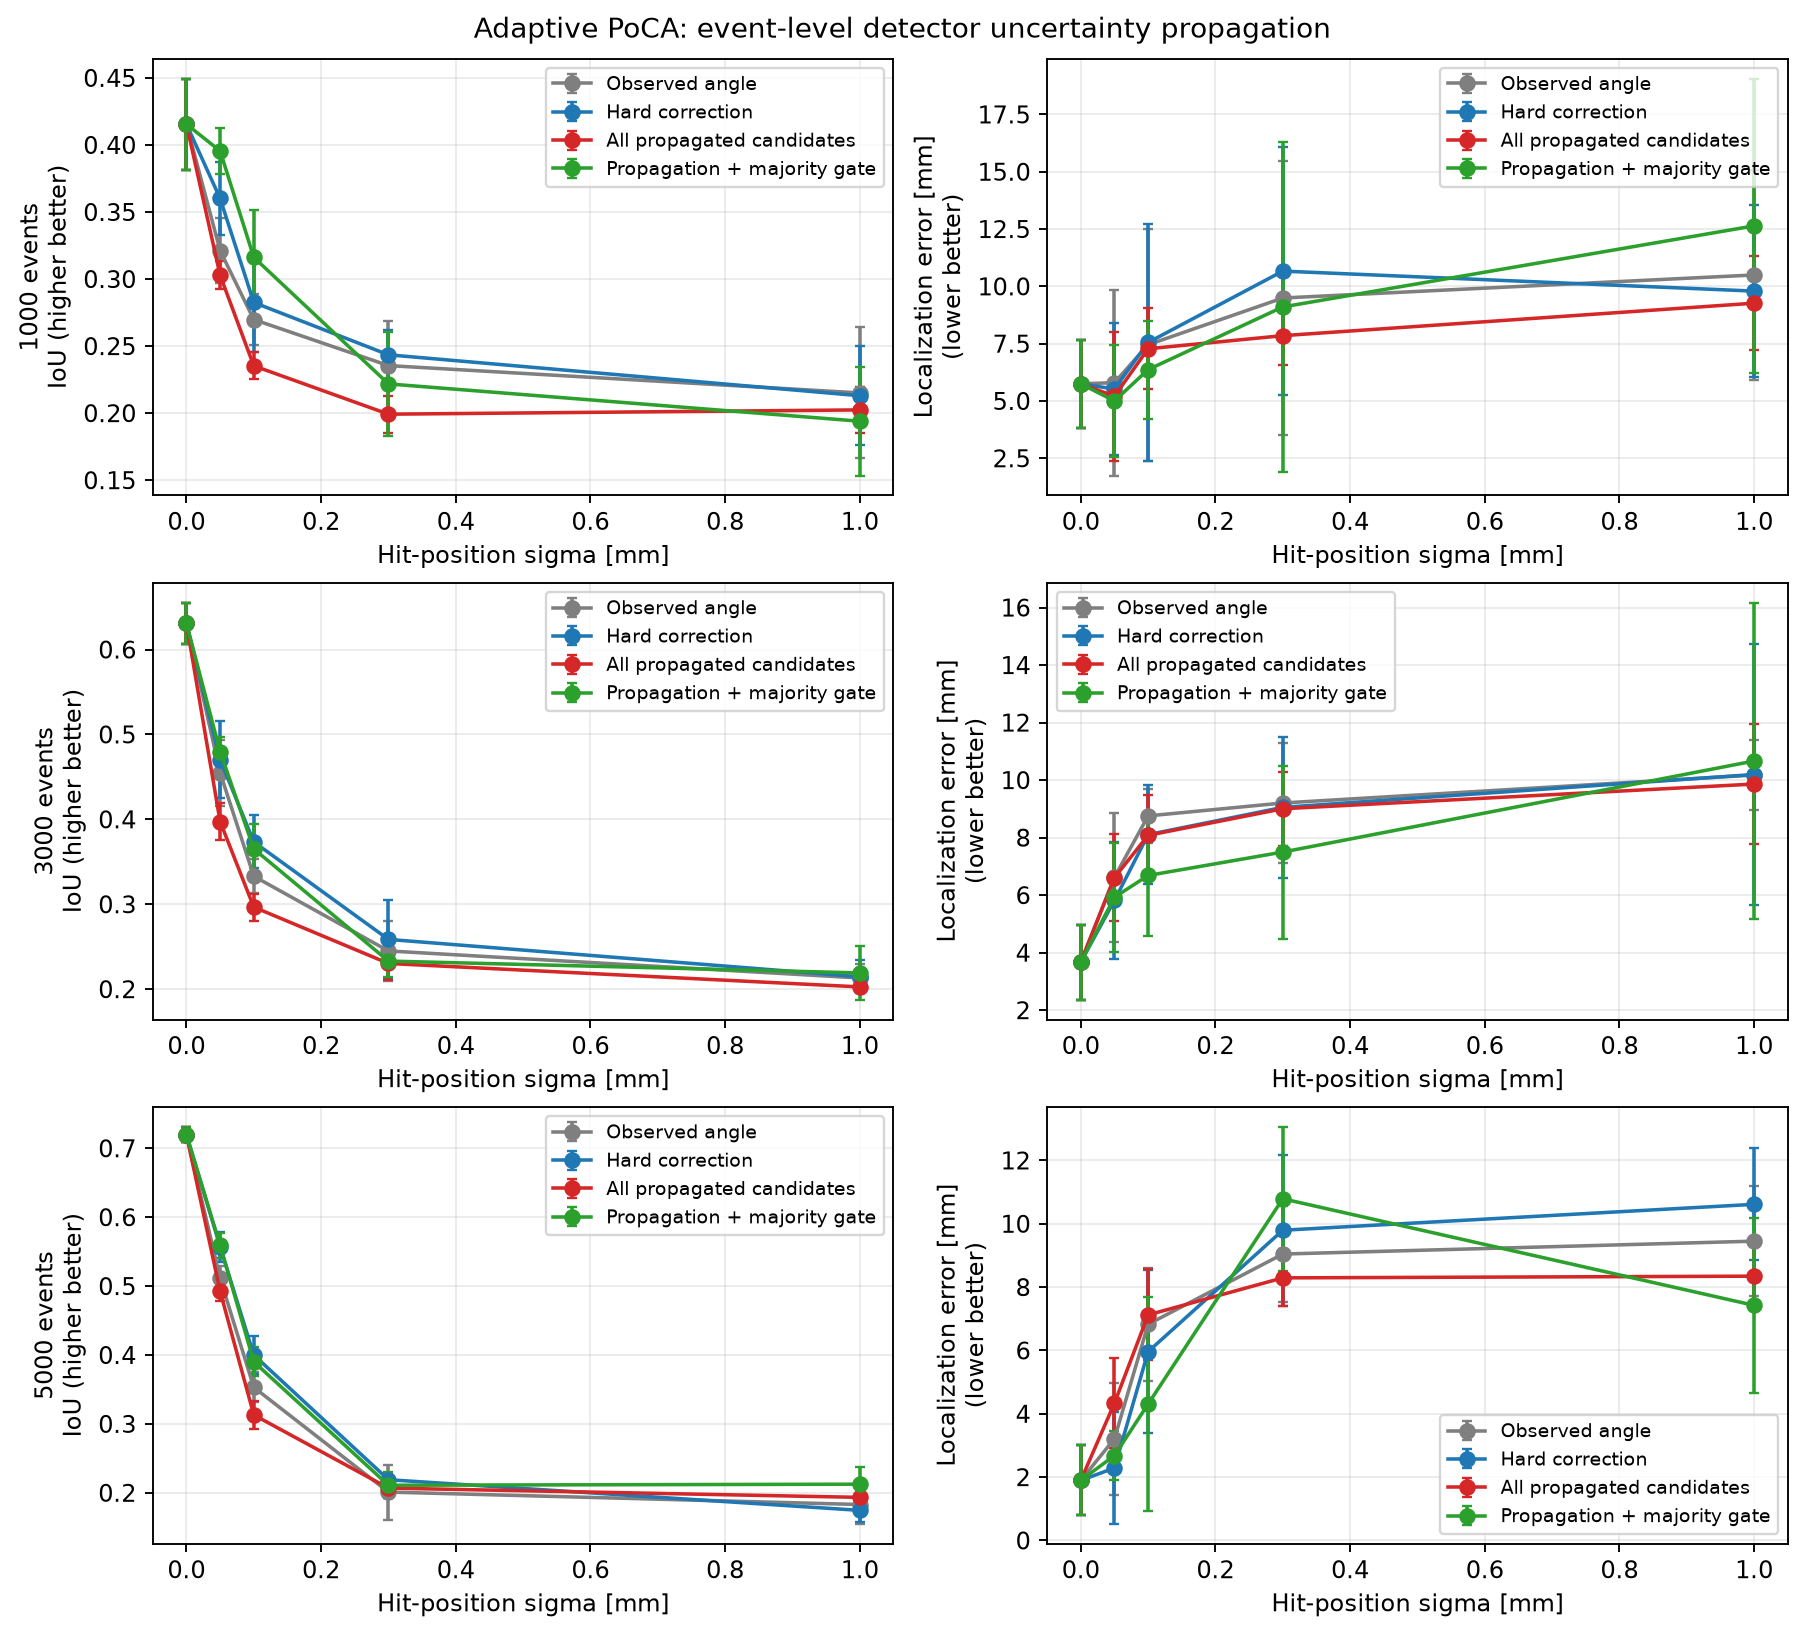 Adaptive PoCA: event-level detector uncertainty propagation
1000 events
IoU (higher better)
0.45
0.40
0.35
0.30
0.25
0.20
0.15
Observed angle
Hard correction
All propagated candidates
Propagation + majority gate
0.0 0.2 0.4 0.6 0.8 1.0
Hit-position sigma [mm]
Localization error [mm]
(lower better)
17.5
15.0
12.5
10.0
7.5
5.0
2.5
Observed angle
Hard correction
All propagated candidates
Propagation + majority gate
0.0 0.2 0.4 0.6 0.8 1.0
Hit-position sigma [mm]
3000 events
IoU (higher better)
0.6
0.5
0.4
0.3
0.2
Observed angle
Hard correction
All propagated candidates
Propagation + majority gate
0.0 0.2 0.4 0.6 0.8 1.0
Hit-position sigma [mm]
Localization error [mm]
(lower better)
16
14
12
10
8
6
4
2
Observed angle
Hard correction
All propagated candidates
Propagation + majority gate
0.0 0.2 0.4 0.6 0.8 1.0
Hit-position sigma [mm]
5000 events
IoU (higher better)
0.7
0.6
0.5
0.4
0.3
0.2
Observed angle
Hard correction
All propagated candidates
Propagation + majority gate
0.0 0.2 0.4 0.6 0.8 1.0
Hit-position sigma [mm]
Localization error [mm]
(lower better)
12
10
8
6
4
2
0
Observed angle
Hard correction
All propagated candidates
Propagation + majority gate
0.0 0.2 0.4 0.6 0.8 1.0
Hit-position sigma [mm]